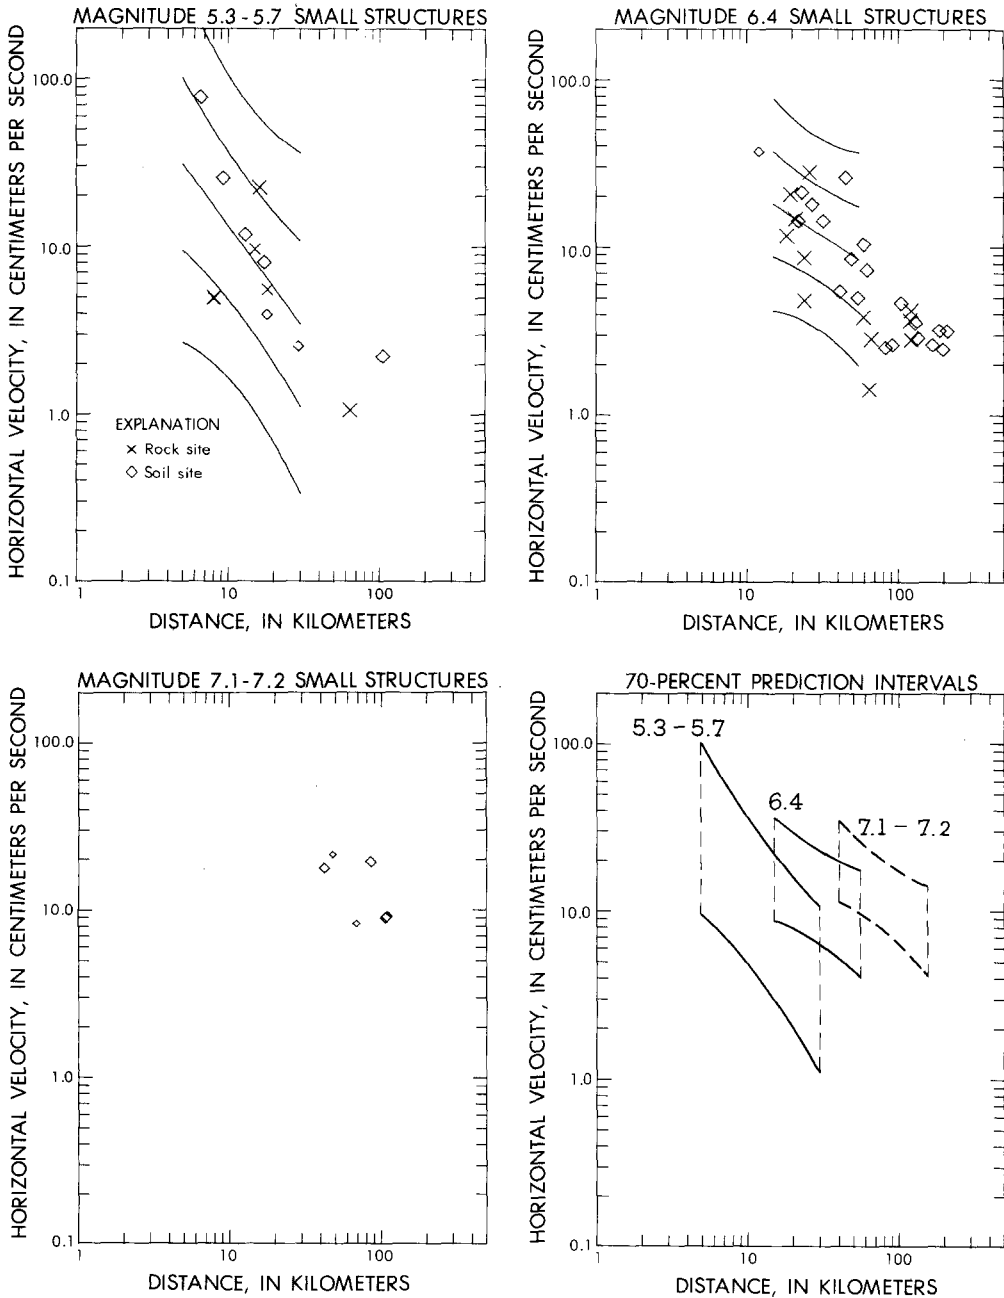 MAGNITUDE 5.3-5.7 SMALL STRUCTURES
HORIZONTAL VELOCITY, IN CENTIMETERS PER SECOND
100.0
10.0
1.0
0.1
EXPLANATION
× Rock site
◇ Soil site
1 10 100
DISTANCE, IN KILOMETERS
MAGNITUDE 6.4 SMALL STRUCTURES
HORIZONTAL VELOCITY, IN CENTIMETERS PER SECOND
100.0
10.0
1.0
0.1
1 10 100
DISTANCE, IN KILOMETERS
MAGNITUDE 7.1-7.2 SMALL STRUCTURES
HORIZONTAL VELOCITY, IN CENTIMETERS PER SECOND
100.0
10.0
1.0
0.1
1 10 100
DISTANCE, IN KILOMETERS
70-PERCENT PREDICTION INTERVALS
HORIZONTAL VELOCITY, IN CENTIMETERS PER SECOND
100.0
10.0
1.0
0.1
5.3-5.7
6.4
7.1-7.2
1 10 100
DISTANCE, IN KILOMETERS